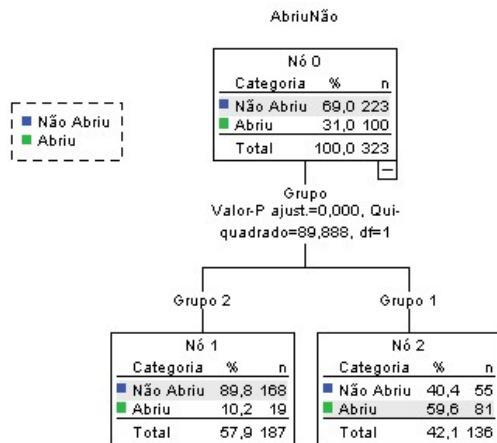 AbriuNão
Não Abriu
Abriu
Nó 0
Categoria % n
Não Abriu 69,0 223
Abriu 31,0 100
Total 100,0 323
Grupo
Valor-P ajust.=0,000, Qui-
quadrado=89,888, df=1
Grupo 2
Grupo 1
Nó 1
Categoria % n
Não Abriu 89,8 168
Abriu 10,2 19
Total 57,9 187
Nó 2
Categoria % n
Não Abriu 40,4 55
Abriu 59,6 81
Total 42,1 136